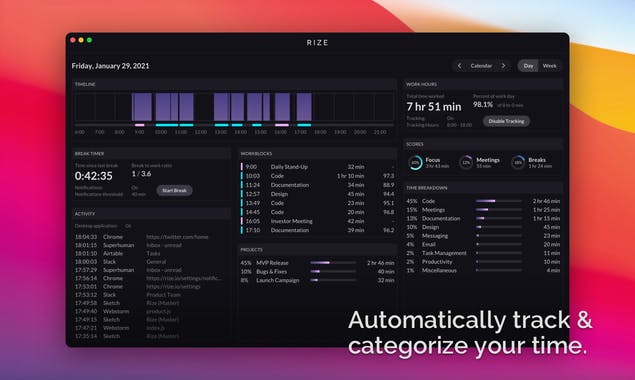 RIZE
Friday, January 29, 2021
Calendar
Day
Week
TIMELINE
6:00 7:00 8:00 9:00 10:00 11:00 12:00 13:00 14:00 15:00 16:00 17:00 18:00 19:00 20:00 21:00
BREAK TIMER
Time since last break
0:42:35
Break to work ratio
1 / 3.6
Notifications:
On
Notifications threshold:
40 min
Start Break
ACTIVITY
Desktop application: Ok
18:04:33 Chrome https://twitter.com/home
18:01:15 Superhuman Inbox - unread
18:01:10 Airtable Tasks
18:00:03 Slack General
17:57:29 Superhuman Inbox - unread
17:56:14 Chrome https://rize.io/settings/notific...
17:53:01 Chrome https://rize.io/settings
17:53:12 Slack Product Team
17:51:58 Sketch Rize (Master)
17:49:40 Webstorm product.js
17:49:15 Sketch Rize (Master)
17:47:21 Webstorm index.js
17:35:14 Sketch Rize (Master)
WORKBLOCKS
9:00 Daily Stand-Up 32 min -
10:03 Code 1 hr 10 min 97.3
11:24 Documentation 34 min 88.9
12:57 Design 45 min 94.4
13:49 Code 23 min 95.1
14:45 Code 20 min 96.8
16:05 Investor Meeting 42 min -
17:10 Documentation 39 min 96.2
PROJECTS
45% MVP Release 2 hr 46 min
10% Bugs & Fixes 40 min
8% Launch Campaign 32 min
WORK HOURS
Total time worked
7 hr 51 min
Percent of work day
98.1% of 8 hr 0 min
Tracking:
On
Tracking Hours:
8:00 - 18:00
Disable Tracking
SCORES
Focus
3 hr 43 min
12%
Meetings
55 min
18%
Breaks
1 hr 24 min
TIME BREAKDOWN
45% Code 2 hr 46 min
15% Meetings 1 hr 25 min
13% Documentation 1 hr 15 min
10% Design 45 min
5% Messaging 23 min
4% Email 20 min
2% Task Management 11 min
2% Productivity 10 min
1% Miscellaneous 4 min
Automatically track &
categorize your time.